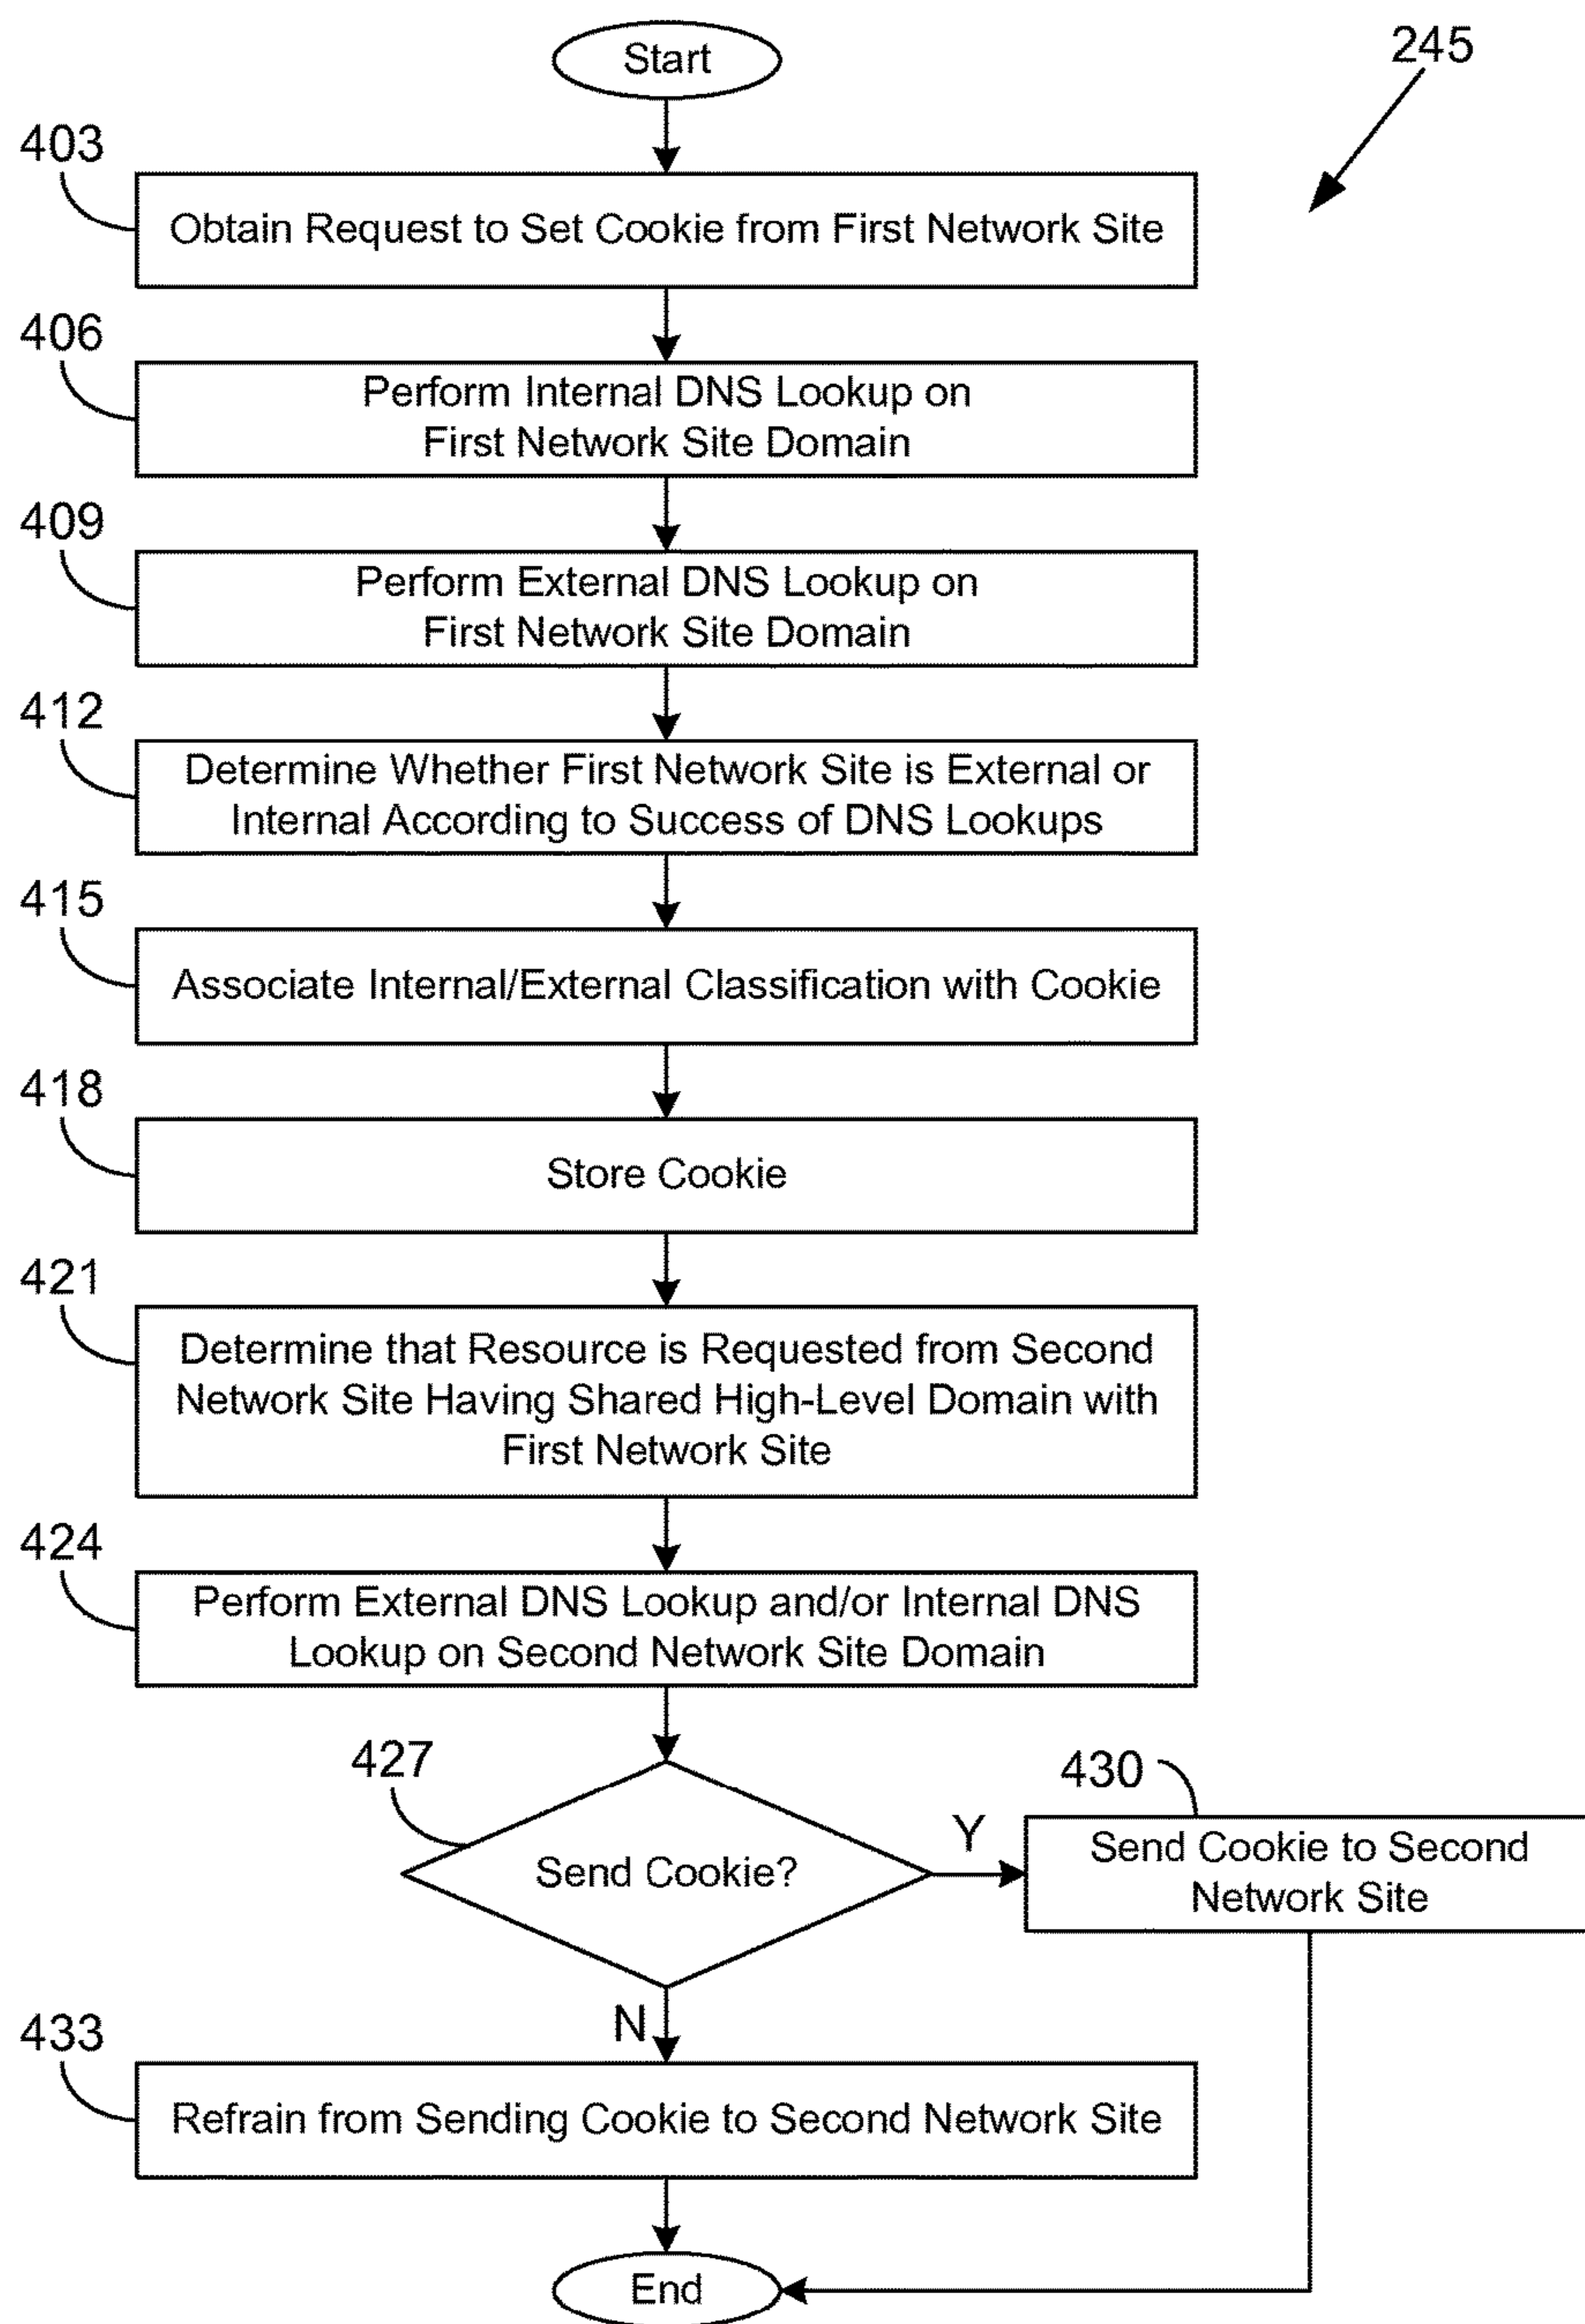 Start
245
403
Obtain Request to Set Cookie from First Network Site
406
Perform Internal DNS Lookup on
First Network Site Domain
409
Perform External DNS Lookup on
First Network Site Domain
412
Determine Whether First Network Site is External or
Internal According to Success of DNS Lookups
415
Associate Internal/External Classification with Cookie
418
Store Cookie
421
Determine that Resource is Requested from Second
Network Site Having Shared High-Level Domain with
First Network Site
424
Perform External DNS Lookup and/or Internal DNS
Lookup on Second Network Site Domain
427
Send Cookie?
Y
430
Send Cookie to Second
Network Site
N
433
Refrain from Sending Cookie to Second Network Site
End